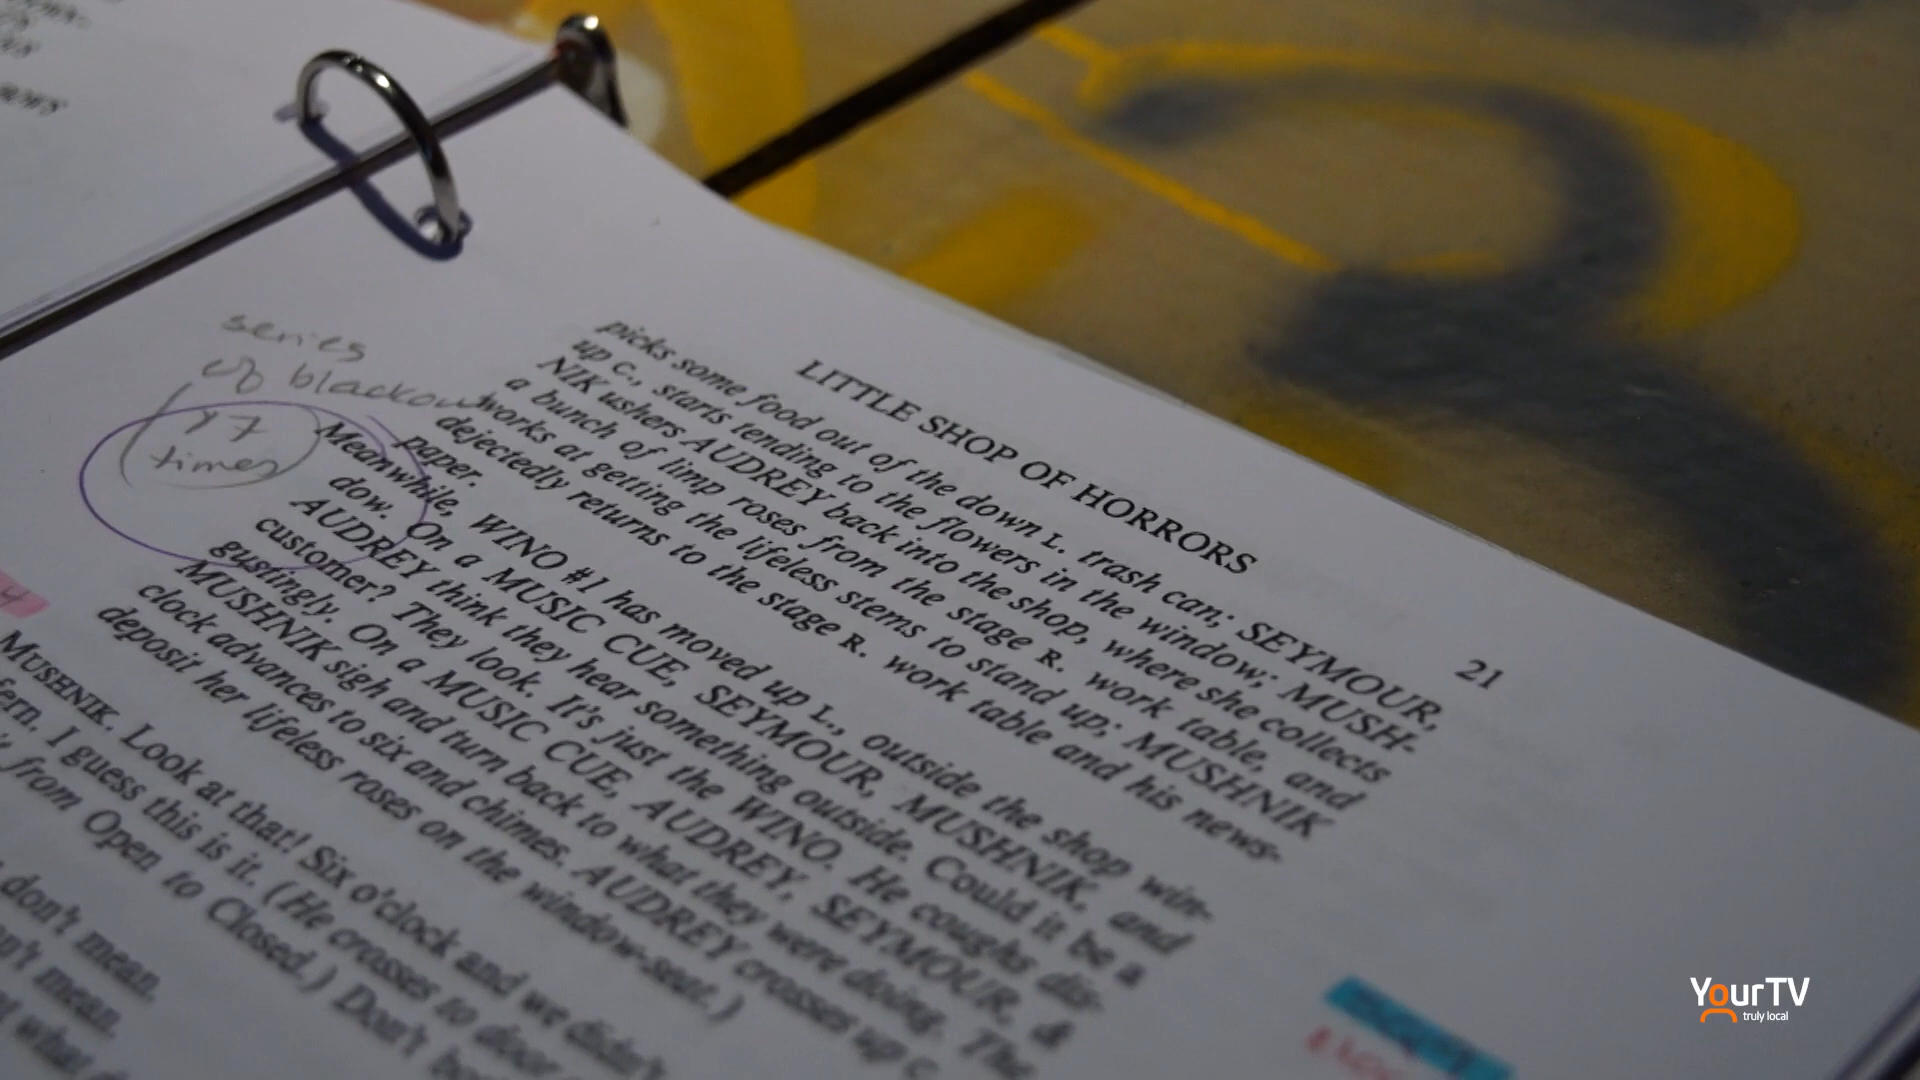 LITTLE SHOP OF HORRORS
21
picks some food out of the down L. trash can; SEYMOUR,
up C., starts tending to the flowers in the window; MUSH-
NIK ushers AUDREY back into the shop, where she collects
a bunch of limp roses from the stage R. work table, and
works at getting the lifeless stems to stand up; MUSHNIK
dejectedly returns to the stage R. work table and his news-
paper.
Meanwhile, WINO #1 has moved up L., outside the shop win-
dow. On a MUSIC CUE, SEYMOUR, MUSHNIK, and
AUDREY think they hear something outside. Could it be a
customer? They look. It's just the WINO. He coughs dis-
gustingly. On a MUSIC CUE, AUDREY, SEYMOUR, &
MUSHNIK sigh and turn back to what they were doing. The
clock advances to six and chimes. AUDREY crosses up C.
deposit her lifeless roses on the window-seat.)
MUSHNIK. Look at that! Six o'clock and we didn't
fern. I guess this is it. (He crosses to door
from Open to Closed.) Don't
don't mean.
mean.
what
series
of
times
YourTV
truly local